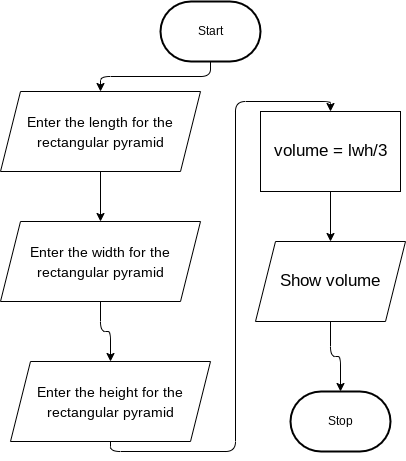 Start
Enter the length for the
rectangular pyramid
Enter the width for the
rectangular pyramid
Enter the height for the
rectangular pyramid
volume = lwh/3
Show volume
Stop